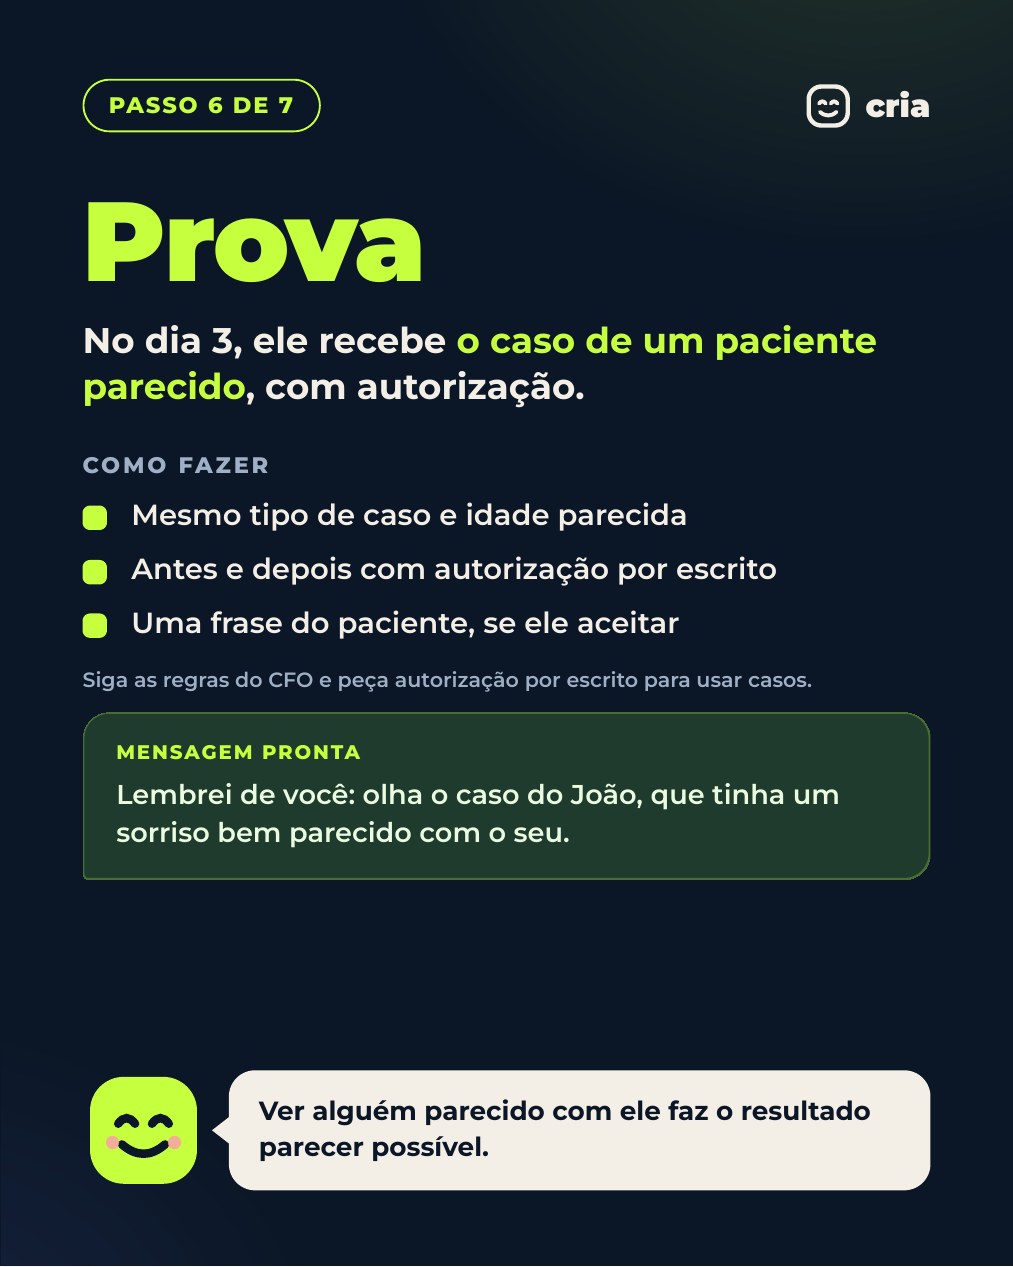 PASSO 6 DE 7
cria
Prova
No dia 3, ele recebe o caso de um paciente
parecido, com autorização.
COMO FAZER
Mesmo tipo de caso e idade parecida
Antes e depois com autorização por escrito
Uma frase do paciente, se ele aceitar
Siga as regras do CFO e peça autorização por escrito para usar casos.
MENSAGEM PRONTA
Lembrei de você: olha o caso do João, que tinha um
sorriso bem parecido com o seu.
Ver alguém parecido com ele faz o resultado
parecer possível.